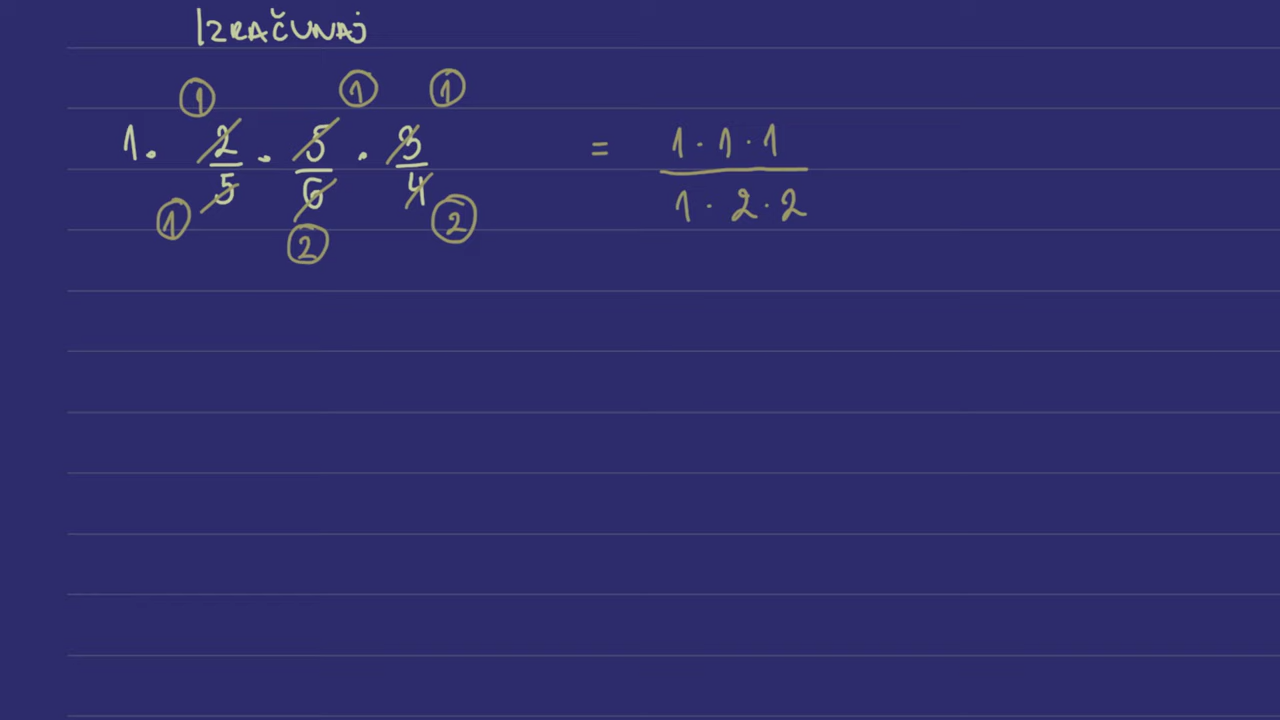 IZRAČUNAJ
① ① ①
1. 2/5 · 5/6 · 3/4 = 1·1·1 / 1·2·2
① ② ②